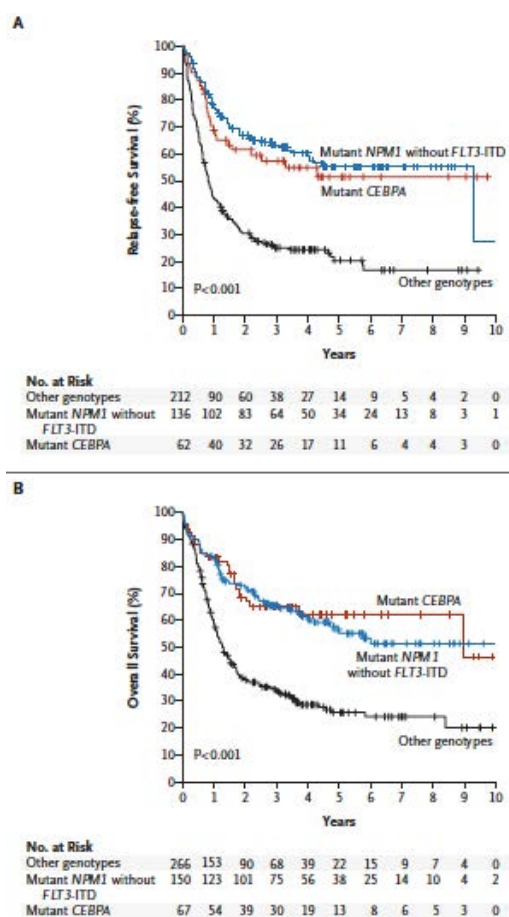 A
Relapse-free Survival (%)
100
90
80
70
60
50
40
30
20
10
0
Mutant NPM1 without FLT3-ITD
Mutant CEBPA
Other genotypes
P<0.001
0 1 2 3 4 5 6 7 8 9 10
Years
No. at Risk
Other genotypes 212 90 60 38 27 14 9 5 4 2 0
Mutant NPM1 without 136 102 83 64 50 34 24 13 8 3 1
FLT3-ITD
Mutant CEBPA 62 40 32 26 17 11 6 4 4 3 0
B
Overall Survival (%)
100
90
80
70
60
50
40
30
20
10
0
Mutant CEBPA
Mutant NPM1
without FLT3-ITD
Other genotypes
P<0.001
0 1 2 3 4 5 6 7 8 9 10
Years
No. at Risk
Other genotypes 266 153 90 68 39 22 15 9 7 4 0
Mutant NPM1 without 150 123 101 75 56 38 25 14 10 4 2
FLT3-ITD
Mutant CEBPA 67 54 39 30 19 13 8 6 5 3 0